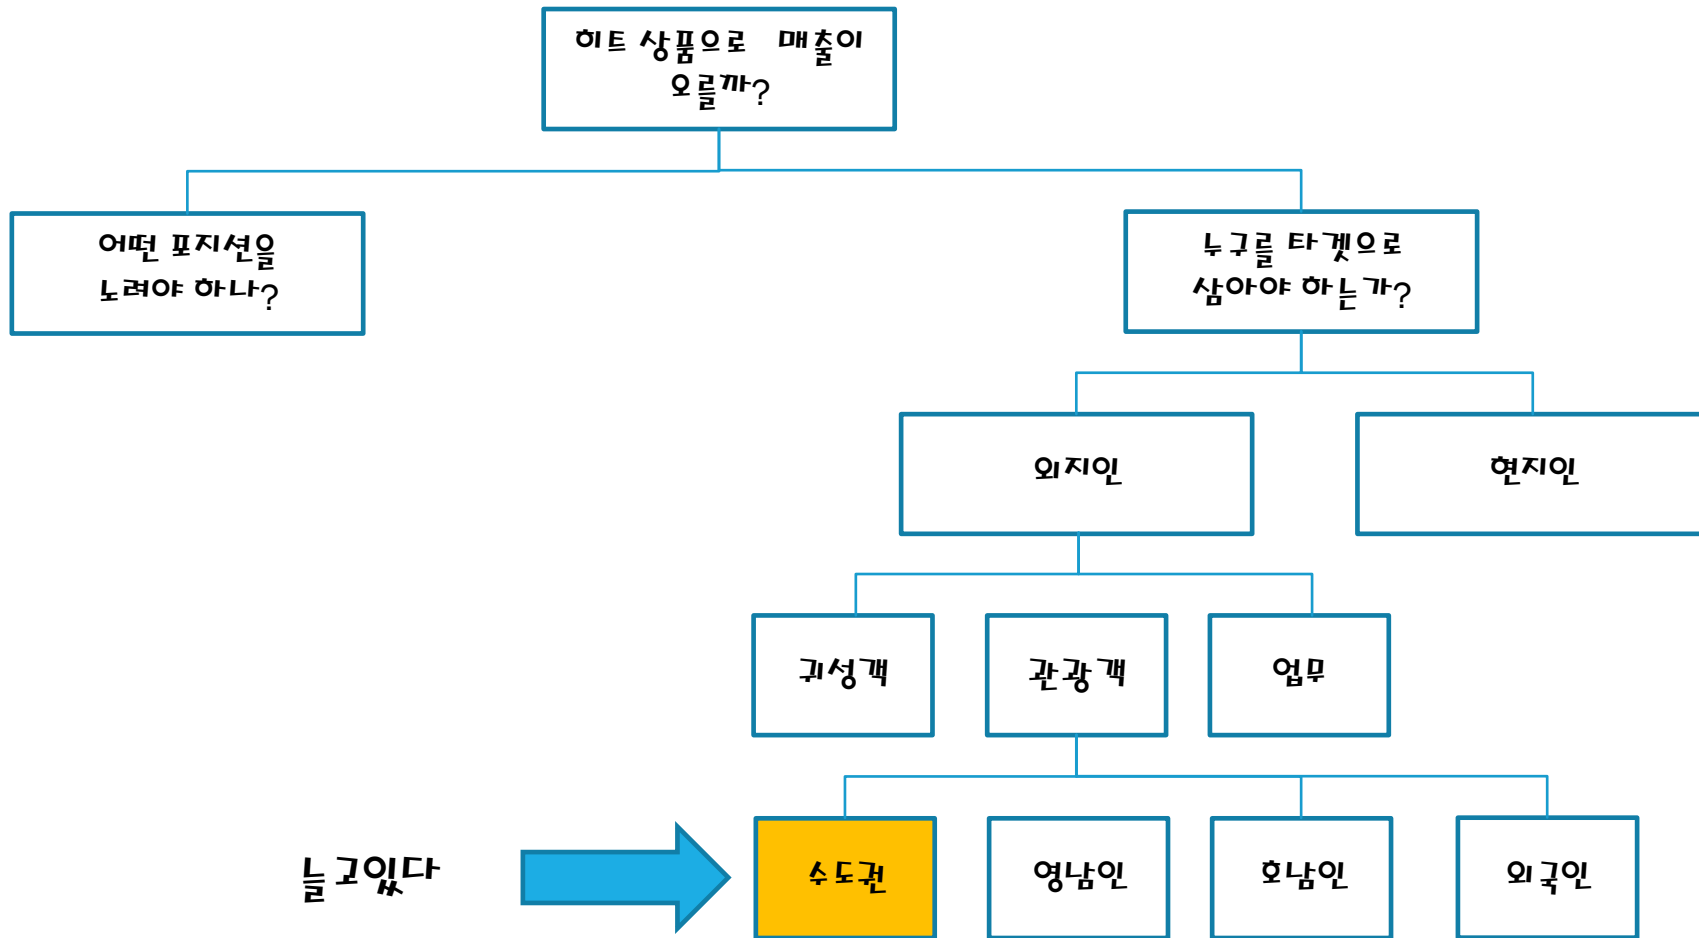 히트 상품으로 매출이
오를까?
어떤 포지션을
노려야 하나?
누구를 타겟으로
삼아야 하는가?
외지인
현지인
귀성객
관광객
업무
늘고있다
수도권
영남인
호남인
외국인